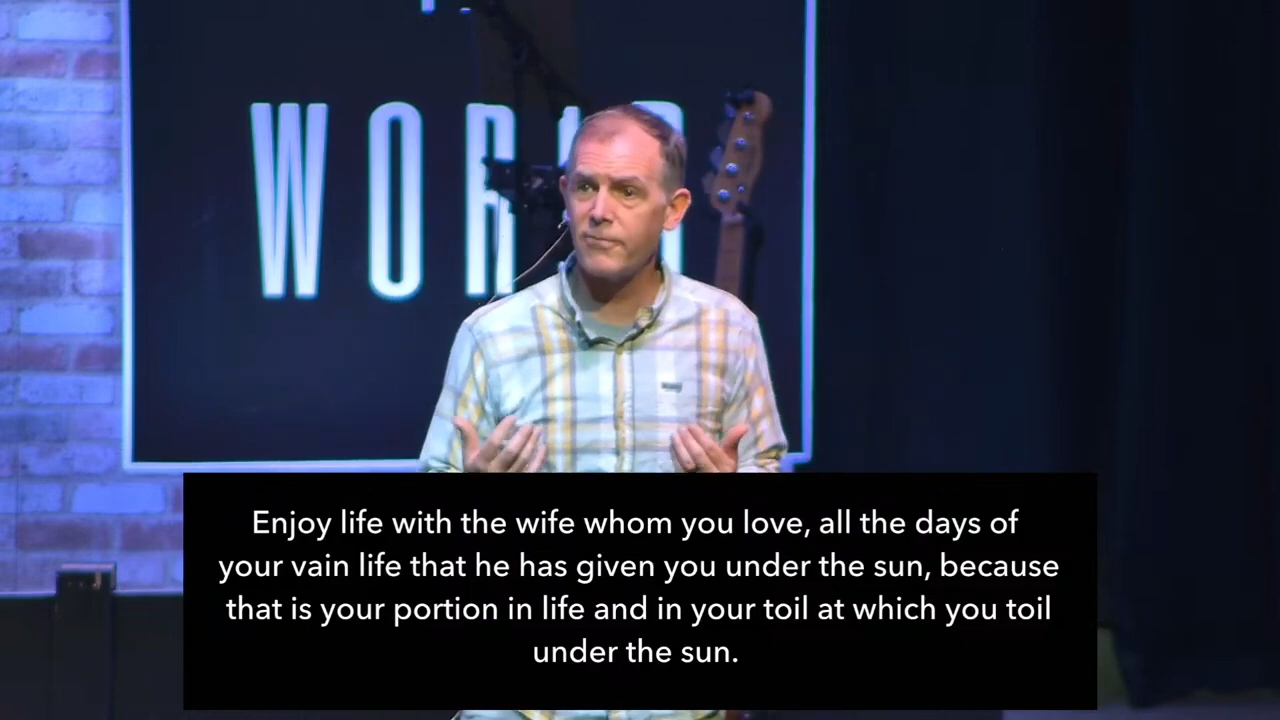 WOR
Enjoy life with the wife whom you love, all the days of
your vain life that he has given you under the sun, because
that is your portion in life and in your toil at which you toil
under the sun.